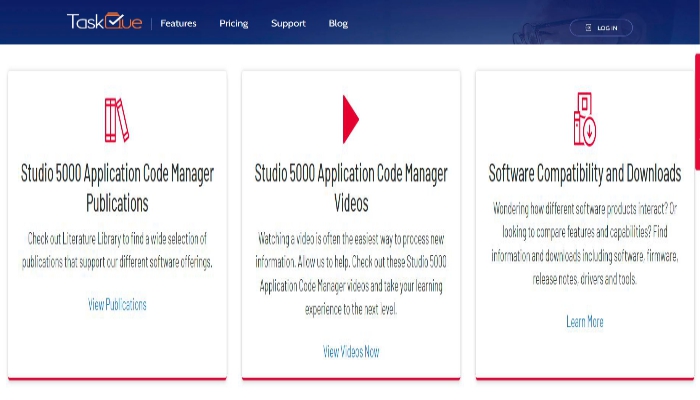 TaskQue
Features
Pricing
Support
Blog
LOG IN
Studio 5000 Application Code Manager
Publications
Check out Literature Library to find a wide selection of
publications that support our different software offerings.
View Publications
Studio 5000 Application Code Manager
Videos
Watching a video is often the easiest way to process new
information. Allow us to help. Check out these Studio 5000
Application Code Manager videos and take your learning
experience to the next level.
View Videos Now
Software Compatibility and Downloads
Wondering how different software products interact? Or
looking to compare features and capabilities? Find
information and downloads including software, firmware,
release notes, drivers and tools.
Learn More